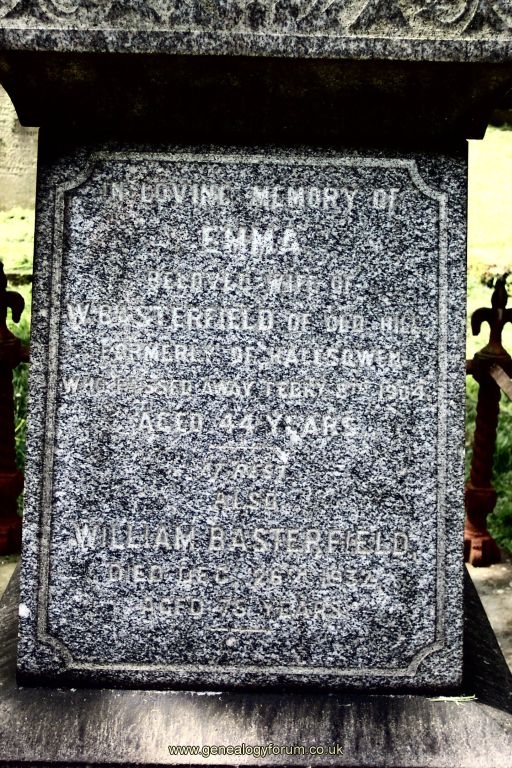 IN LOVING MEMORY OF
EMMA
BELOVED WIFE OF
W. BASTERFIELD OF OLD HILL,
FORMERLY OF HALESOWEN,
WHO PASSED AWAY FEBRY 8TH 1904,
AGED 44 YEARS.
AT REST.
ALSO
WILLIAM BASTERFIELD,
DIED DEC. 26TH 1932,
AGED 75 YEARS.
www.genealogyforum.co.uk